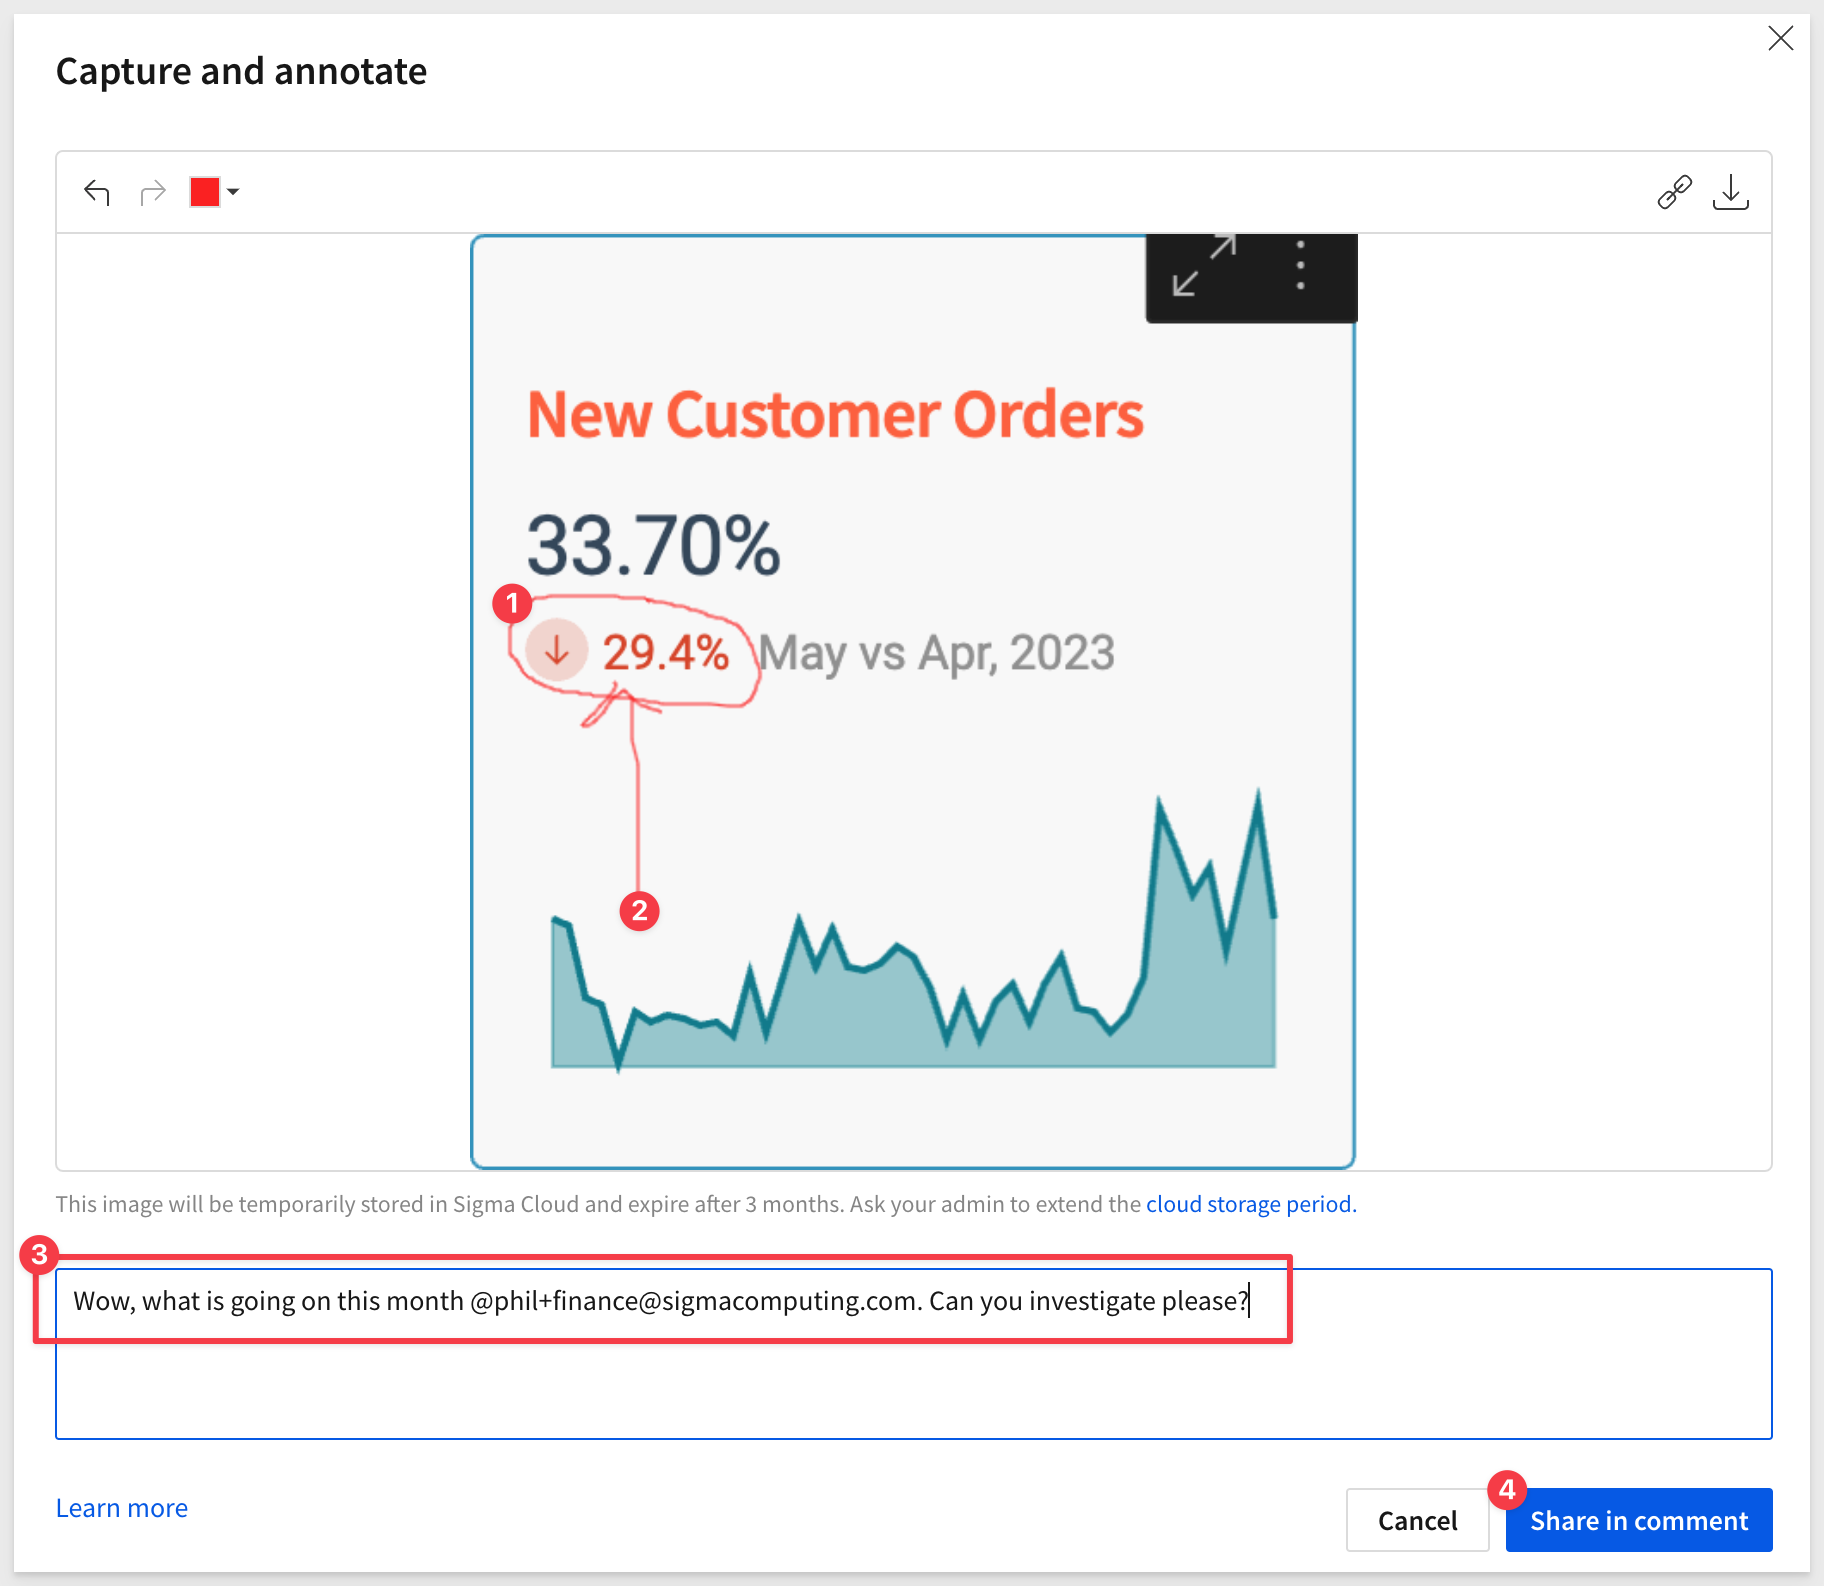 Capture and annotate
New Customer Orders
33.70%
1
29.4% May vs Apr, 2023
2
This image will be temporarily stored in Sigma Cloud and expire after 3 months. Ask your admin to extend the cloud storage period.
3
Wow, what is going on this month @phil+finance@sigmacomputing.com. Can you investigate please?
Learn more
Cancel
4
Share in comment